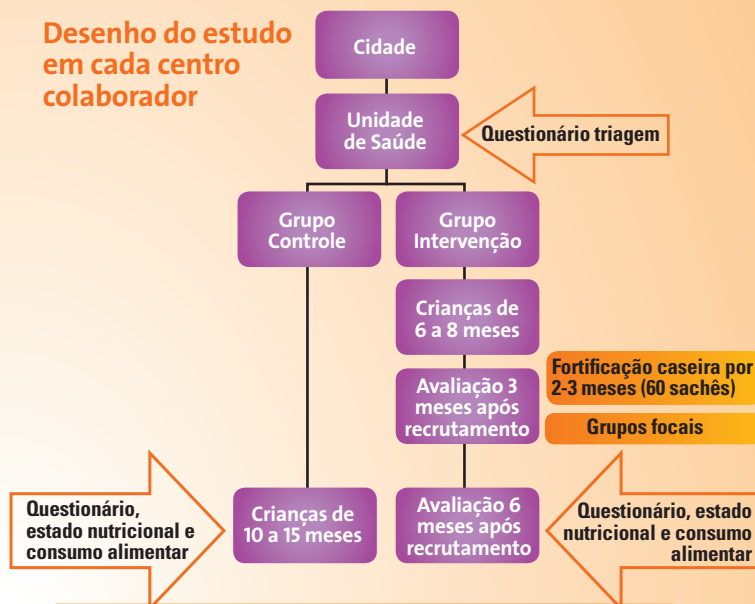 Desenho do estudo
em cada centro
colaborador
Cidade
Unidade
de Saúde
Questionário triagem
Grupo
Controle
Grupo
Intervenção
Crianças de
6 a 8 meses
Avaliação 3
meses após
recrutamento
Fortificação caseira por
2-3 meses (60 sachês)
Grupos focais
Questionário,
estado nutricional e
consumo alimentar
Crianças de
10 a 15 meses
Avaliação 6
meses após
recrutamento
Questionário, estado
nutricional e consumo
alimentar